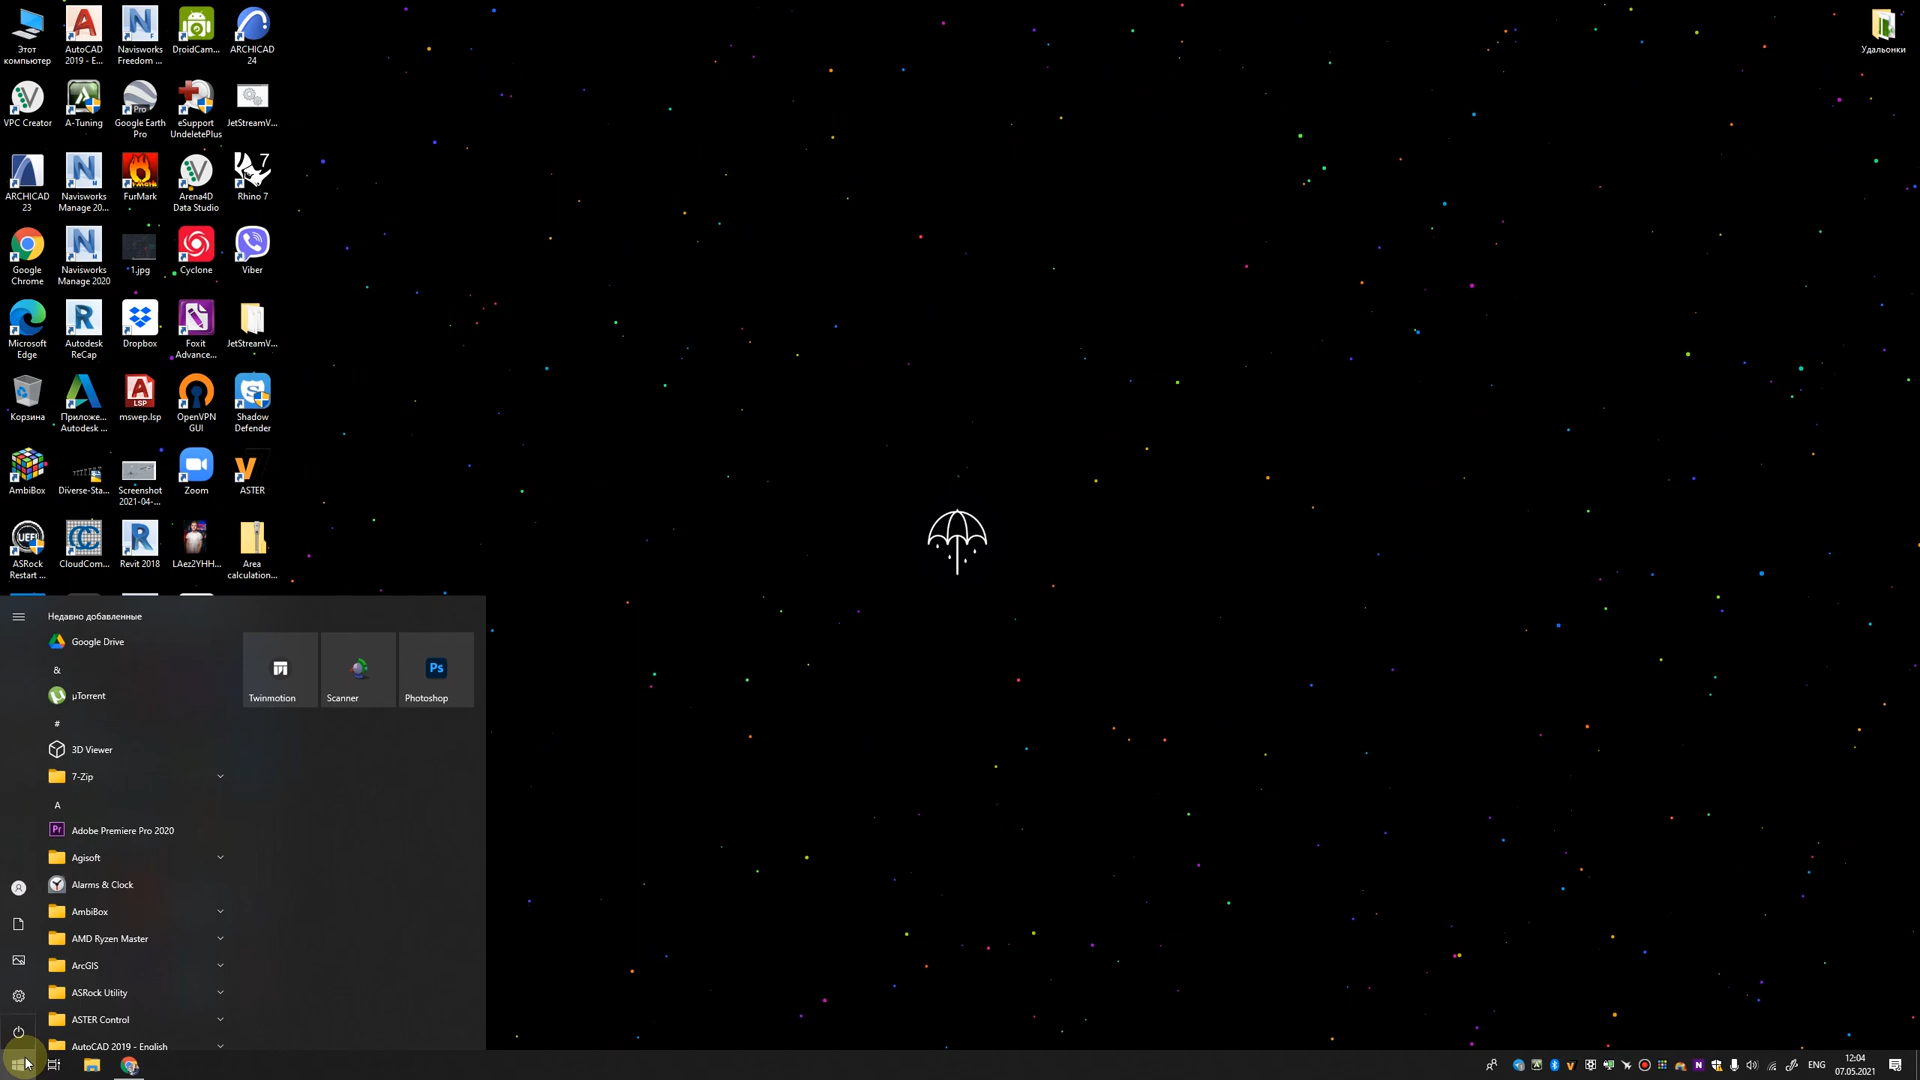 Этот компьютер
AutoCAD 2019 - E...
Navisworks Freedom ...
DroidCam...
ARCHICAD 24
Удальонки
VPC Creator
A-Tuning
Google Earth Pro
eSupport UndeletePlus
JetStreamV...
ARCHICAD 23
Navisworks Manage 20...
FurMark
Arena4D Data Studio
Rhino 7
Google Chrome
Navisworks Manage 2020
1.jpg
Cyclone
Viber
Microsoft Edge
Autodesk ReCap
Dropbox
Foxit Advance...
JetStreamV...
Корзина
Приложе... Autodesk ...
mswep.lsp
OpenVPN GUI
Shadow Defender
AmbiBox
Diverse-Sta...
Screenshot 2021-04-...
Zoom
ASTER
ASRock Restart ...
CloudCom...
Revit 2018
LAez2YHH...
Area calculation...
Недавно добавленные
Google Drive
&
µTorrent
#
3D Viewer
7-Zip
A
Adobe Premiere Pro 2020
Agisoft
Alarms & Clock
AmbiBox
AMD Ryzen Master
ArcGIS
ASRock Utility
ASTER Control
AutoCAD 2019 - English
Twinmotion
Scanner
Photoshop
ENG
12:04
07.05.2021